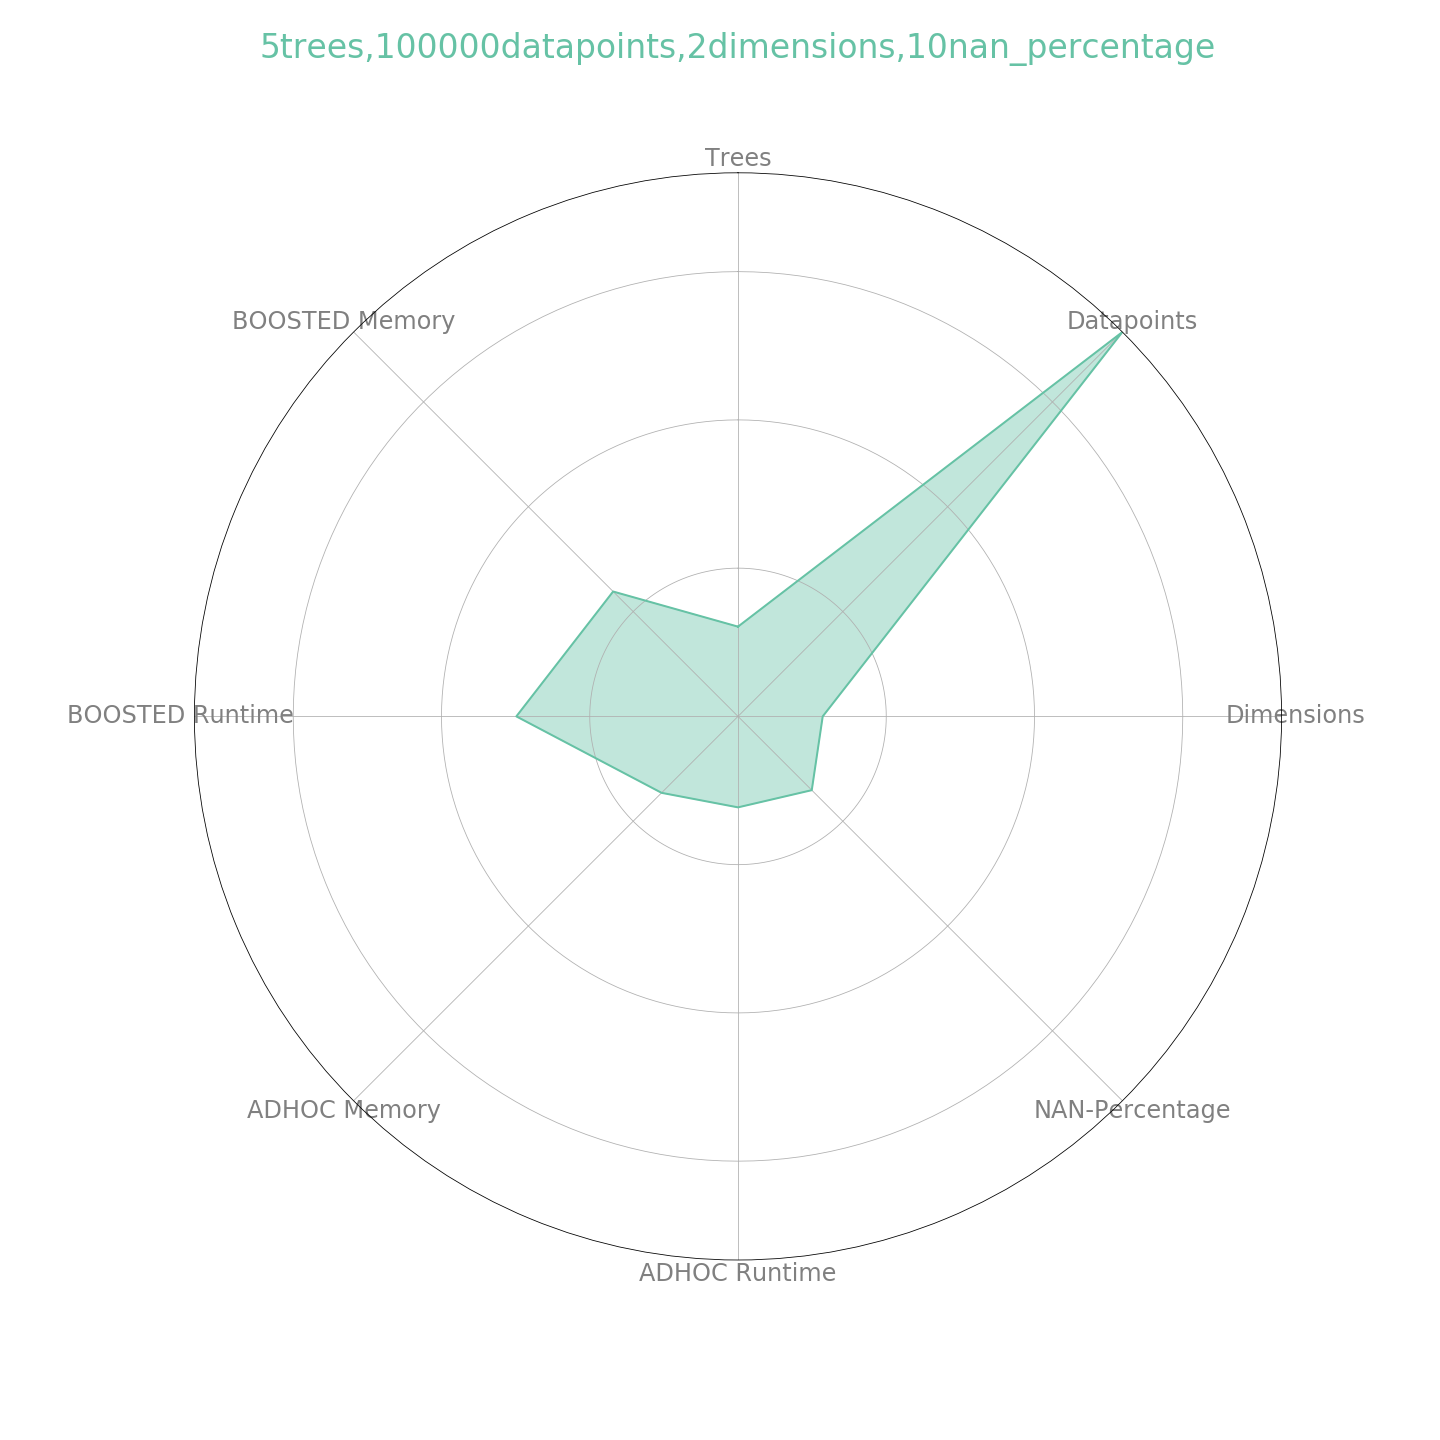 5trees,100000datapoints,2dimensions,10nan_percentage
Trees
BOOSTED Memory
Datapoints
BOOSTED Runtime
Dimensions
ADHOC Memory
NAN-Percentage
ADHOC Runtime